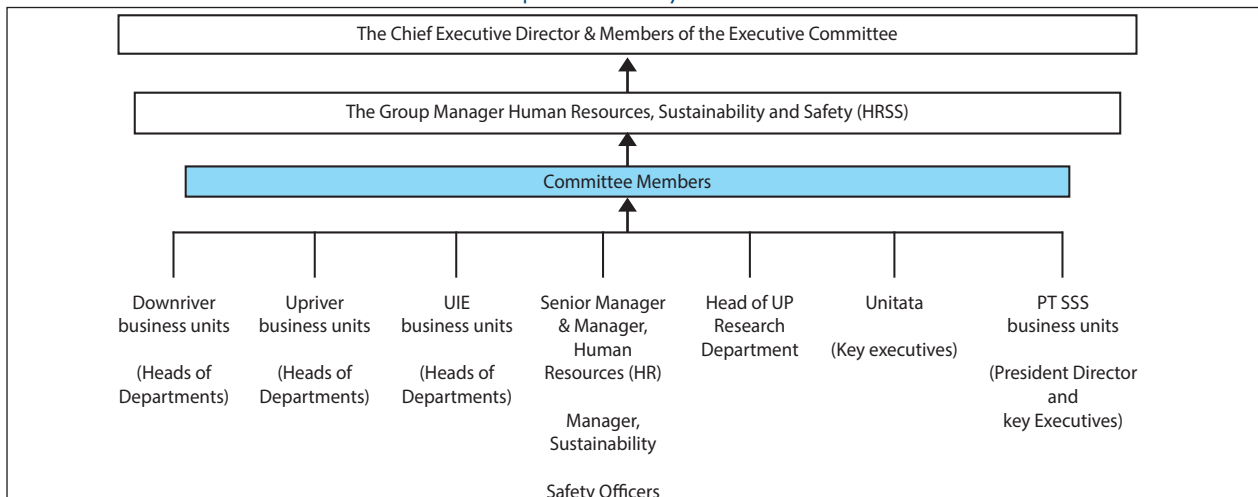 The Chief Executive Director & Members of the Executive Committee
The Group Manager Human Resources, Sustainability and Safety (HRSS)
Committee Members
Downriver
business units
(Heads of
Departments)
Upriver
business units
(Heads of
Departments)
UIE
business units
(Heads of
Departments)
Senior Manager
& Manager,
Human
Resources (HR)
Manager,
Sustainability
Safety Officers
Head of UP
Research
Department
Unitata
(Key executives)
PT SSS
business units
(President Director
and
key Executives)